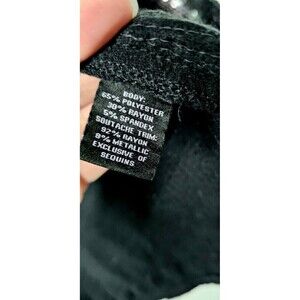 BODY:
65% POLYESTER
30% RAYON
5% SPANDEX
SOUTACHE TRIM:
92% RAYON
8% METALLIC
EXCLUSIVE OF
SEQUINS